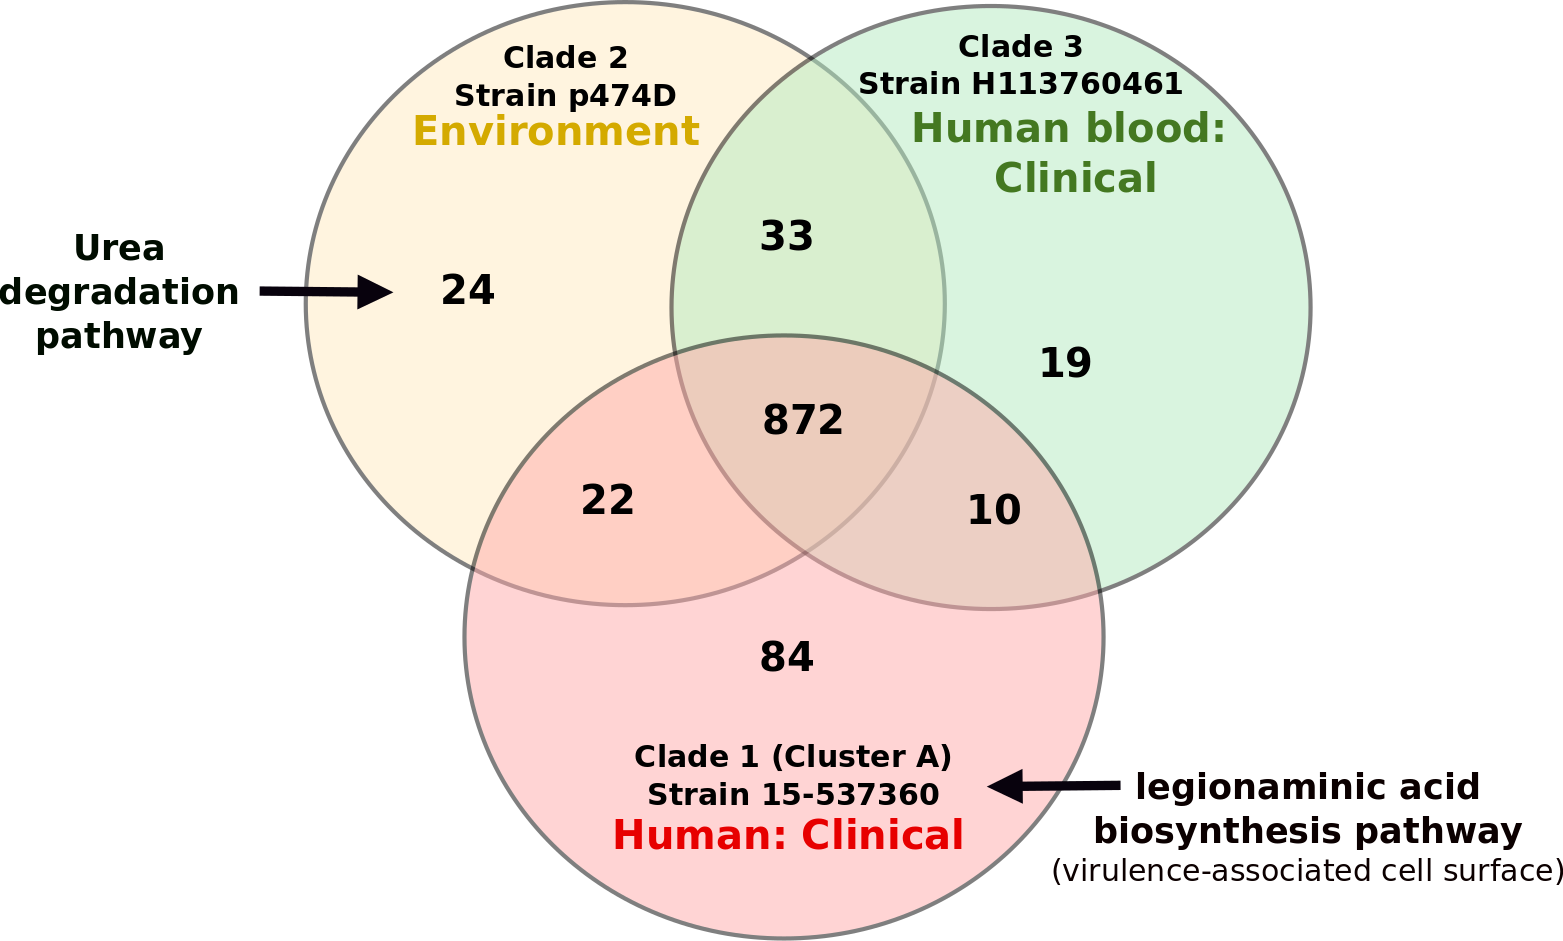 Clade 2
Strain p474D
Environment
Clade 3
Strain H113760461
Human blood:
Clinical
33
Urea
degradation
pathway
24
19
872
22
10
84
Clade 1 (Cluster A)
Strain 15-537360
Human: Clinical
legionaminic acid
biosynthesis pathway
(virulence-associated cell surface)